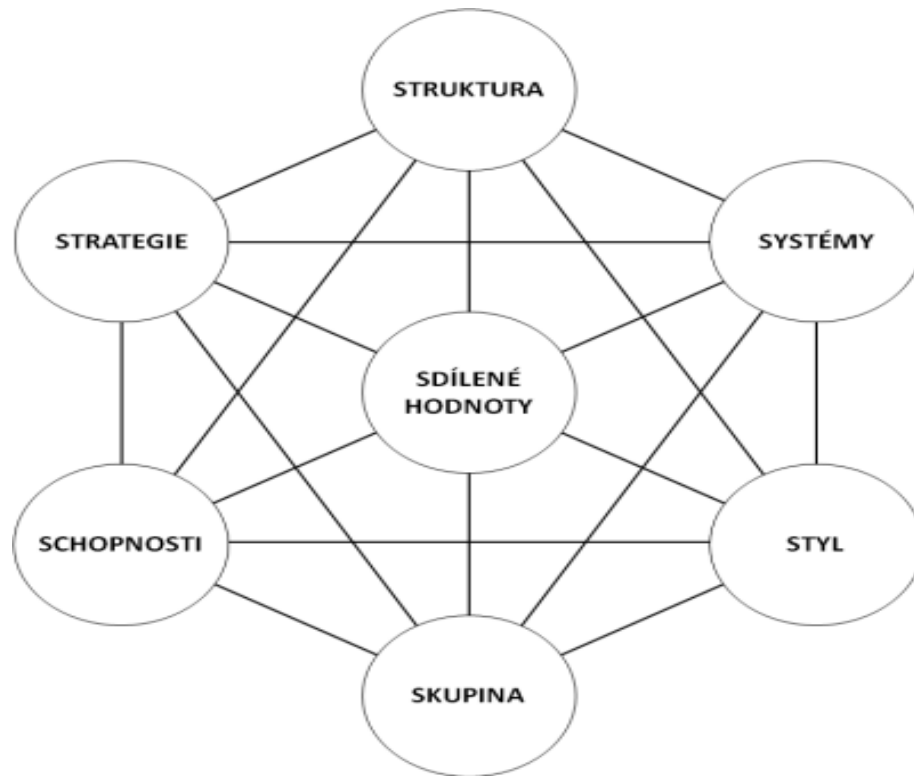 STRUKTURA
STRATEGIE
SYSTÉMY
SDÍLENÉ
HODNOTY
SCHOPNOSTI
STYL
SKUPINA